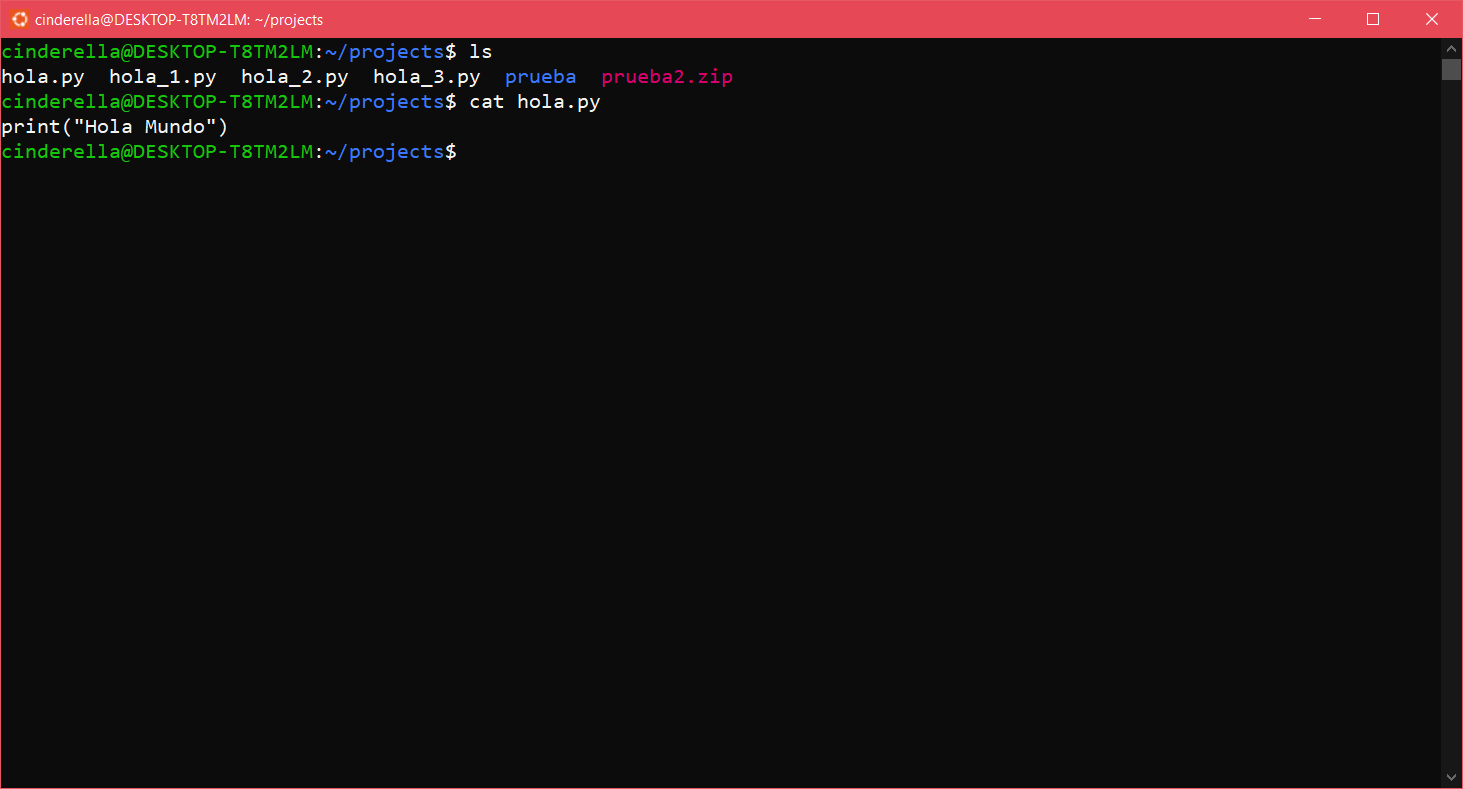 cinderella@DESKTOP-T8TM2LM: ~/projects
cinderella@DESKTOP-T8TM2LM:~/projects$ ls
hola.py  hola_1.py  hola_2.py  hola_3.py  prueba  prueba2.zip
cinderella@DESKTOP-T8TM2LM:~/projects$ cat hola.py
print("Hola Mundo")
cinderella@DESKTOP-T8TM2LM:~/projects$